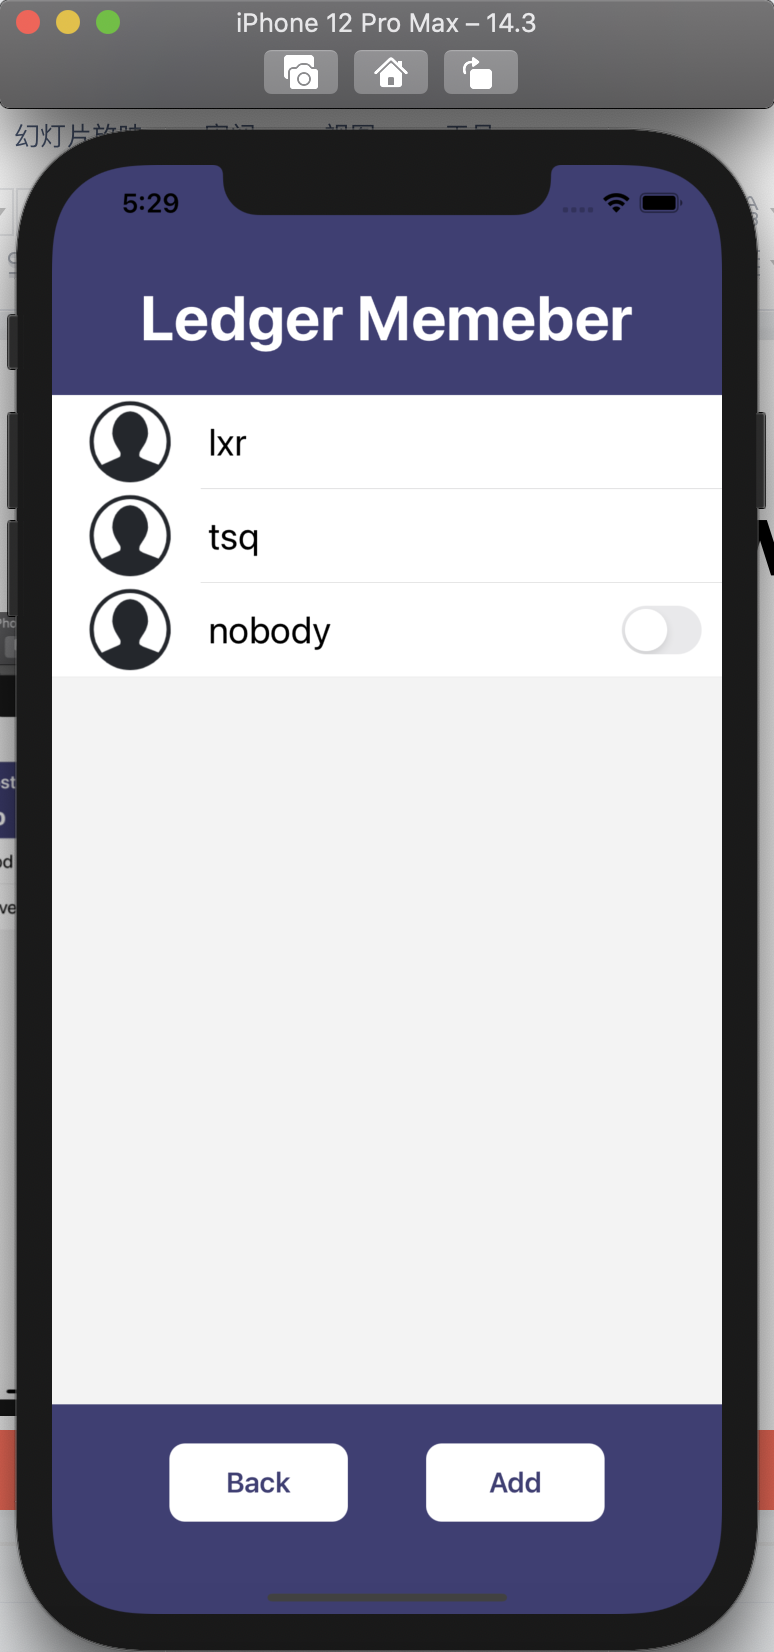 iPhone 12 Pro Max – 14.3
5:29
Ledger Memeber
lxr
tsq
nobody
Back
Add